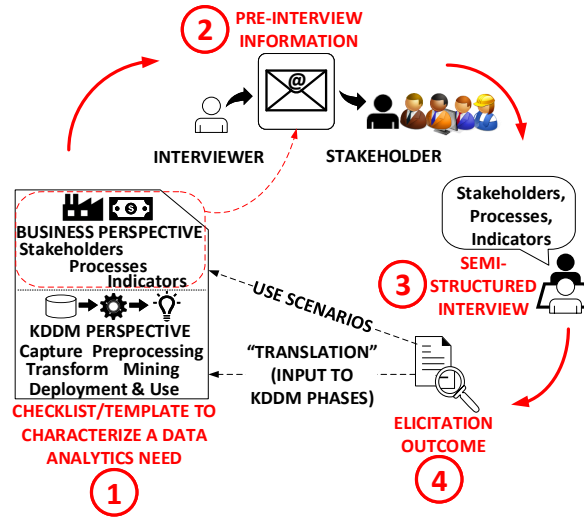 2
PRE-INTERVIEW
INFORMATION
@
INTERVIEWER
STAKEHOLDER
$
BUSINESS PERSPECTIVE
Stakeholders
Processes
Indicators
KDDM PERSPECTIVE
Capture Preprocessing
Transform Mining
Deployment & Use
CHECKLIST/TEMPLATE TO
CHARACTERIZE A DATA
ANALYTICS NEED
1
Stakeholders,
Processes,
Indicators
3
SEMI-
STRUCTURED
INTERVIEW
USE SCENARIOS
“TRANSLATION”
(INPUT TO
KDDM PHASES)
ELICITATION
OUTCOME
4